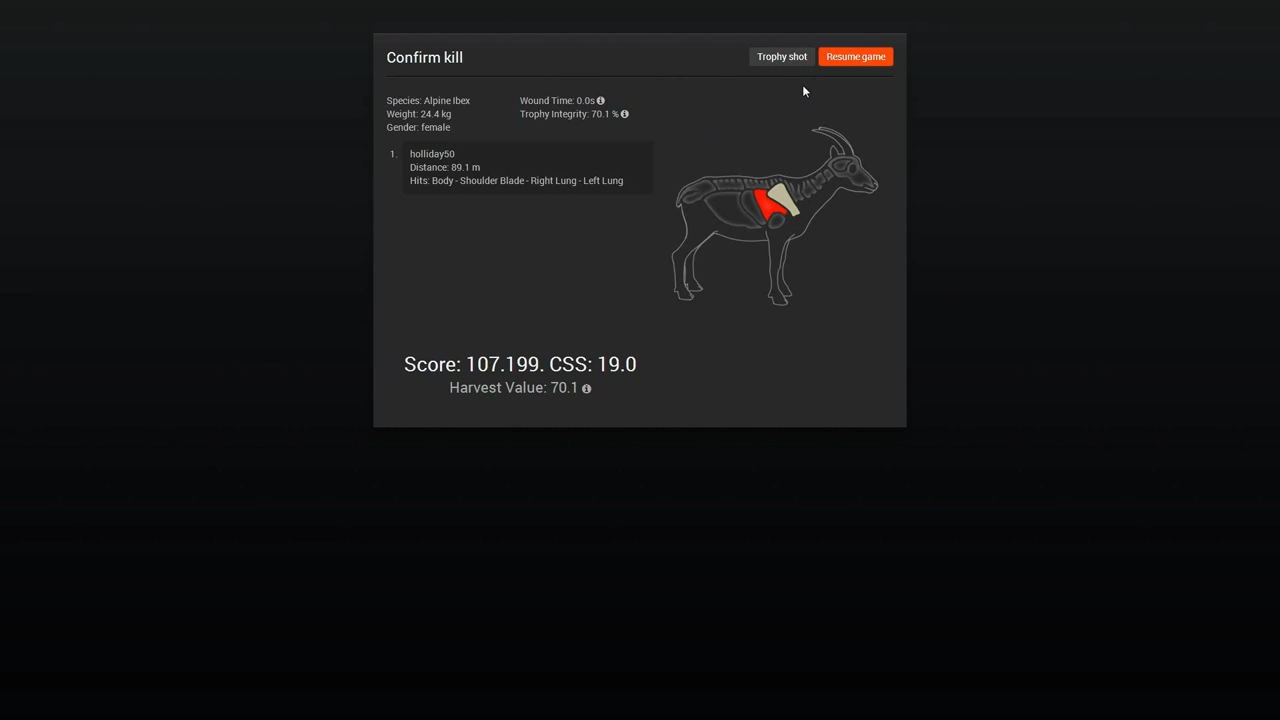 Confirm kill
Trophy shot
Resume game
Species: Alpine Ibex
Weight: 24.4 kg
Gender: female
Wound Time: 0.0s
Trophy Integrity: 70.1 %
1.
holliday50
Distance: 89.1 m
Hits: Body - Shoulder Blade - Right Lung - Left Lung
Score: 107.199. CSS: 19.0
Harvest Value: 70.1